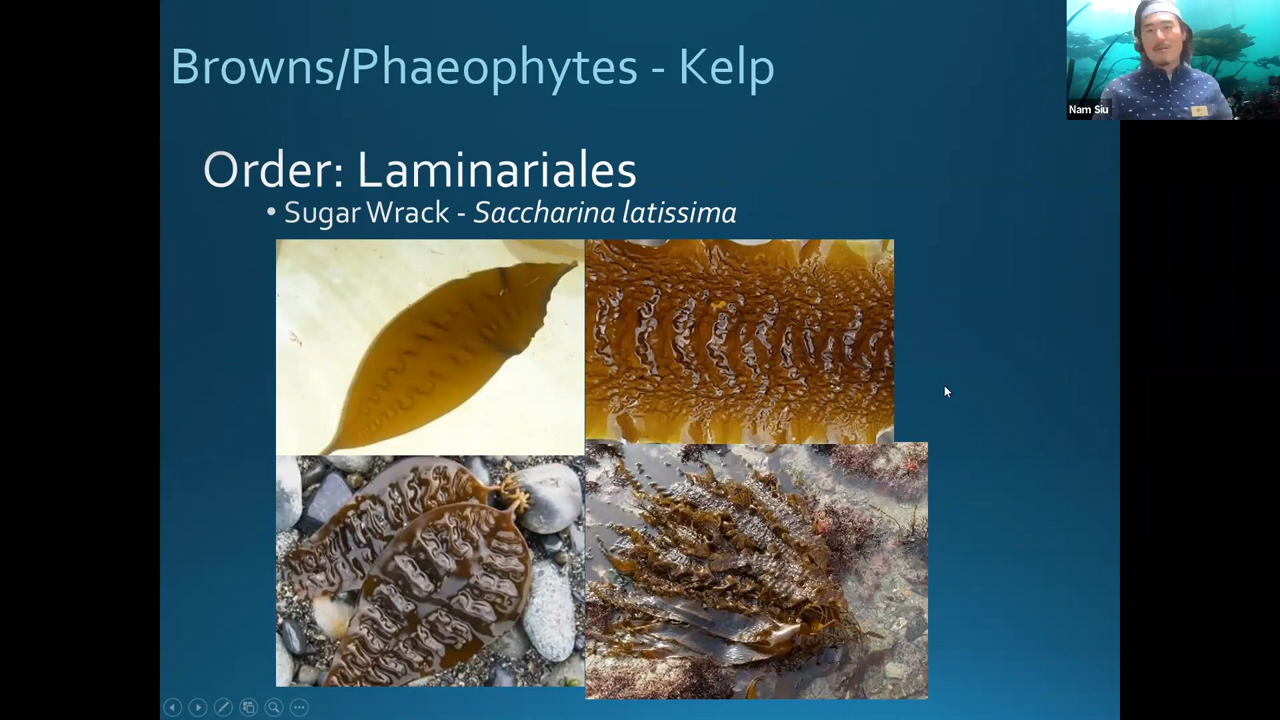 Browns/Phaeophytes - Kelp
Nam Siu
Order: Laminariales
• Sugar Wrack - Saccharina latissima